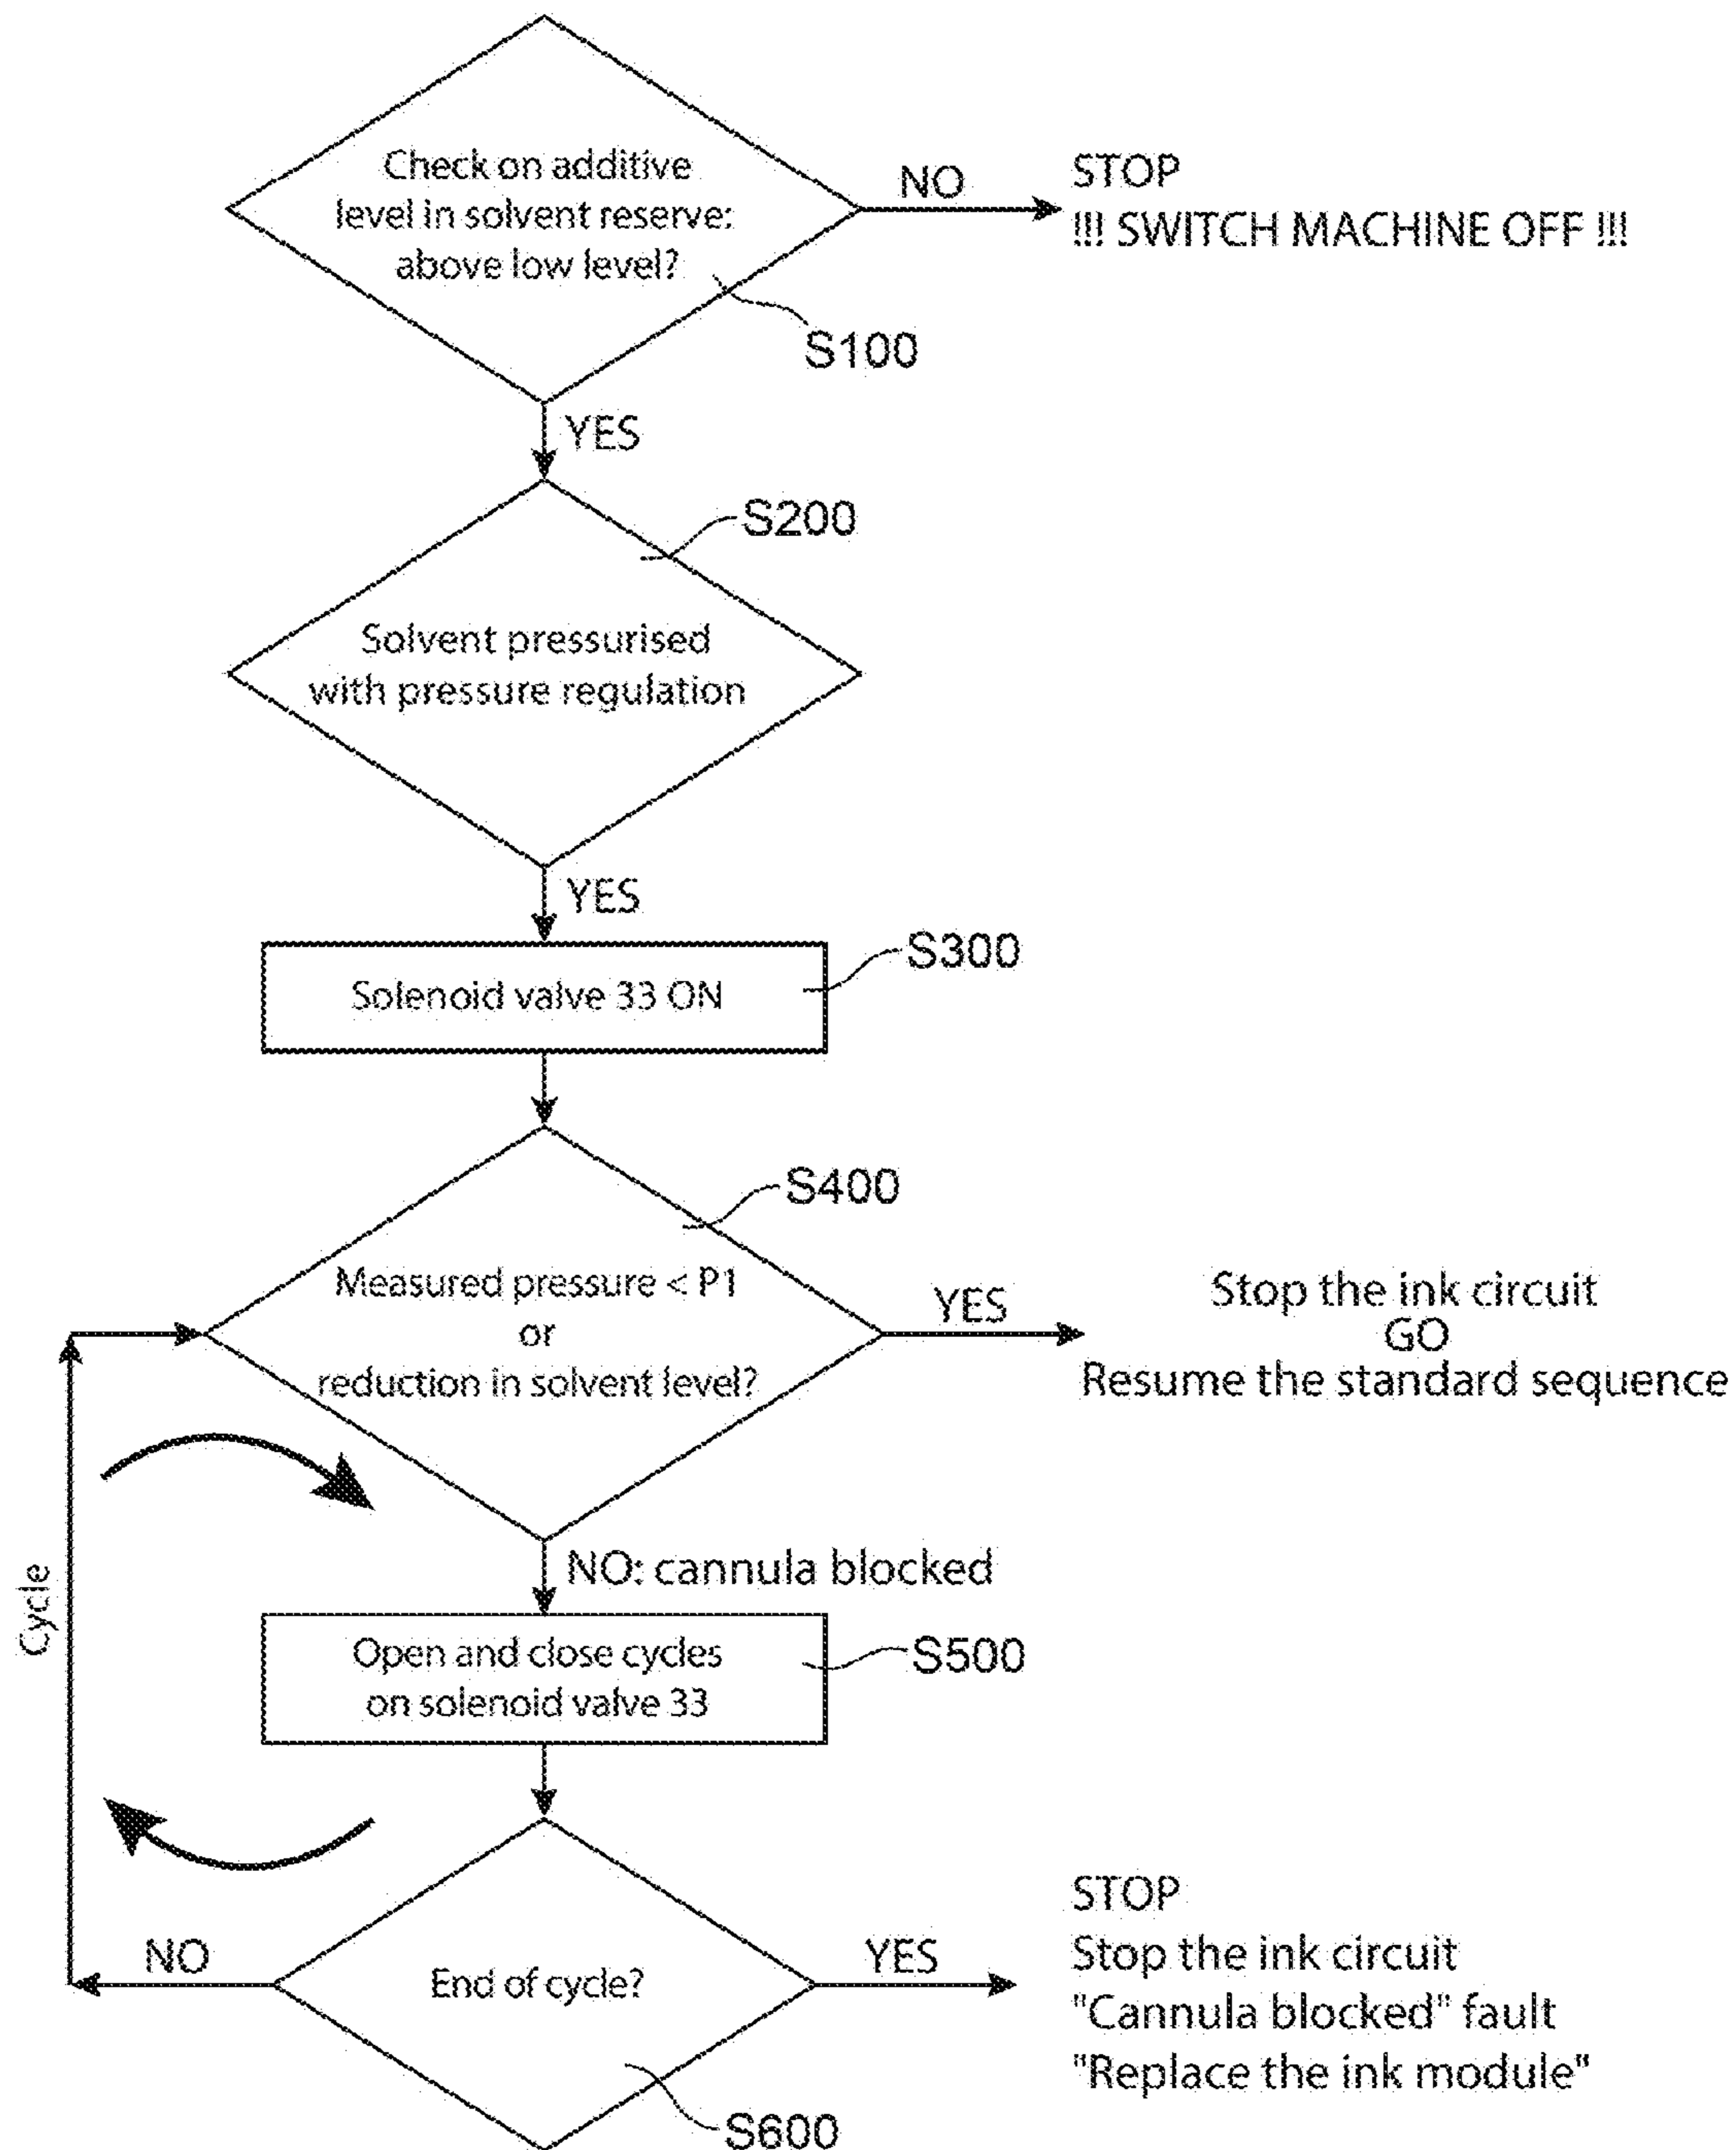 Check on additive
level in solvent reserve:
above low level?
NO
STOP
!!! SWITCH MACHINE OFF !!!
S100
YES
S200
Solvent pressurised
with pressure regulation
YES
S300
Solenoid valve 33 ON
S400
Measured pressure < P1
or
reduction in solvent level?
YES
Stop the ink circuit
GO
Resume the standard sequence
Cycle
NO: cannula blocked
Open and close cycles
on solenoid valve 33
S500
NO
End of cycle?
YES
STOP
Stop the ink circuit
"Cannula blocked" fault
"Replace the ink module"
S600